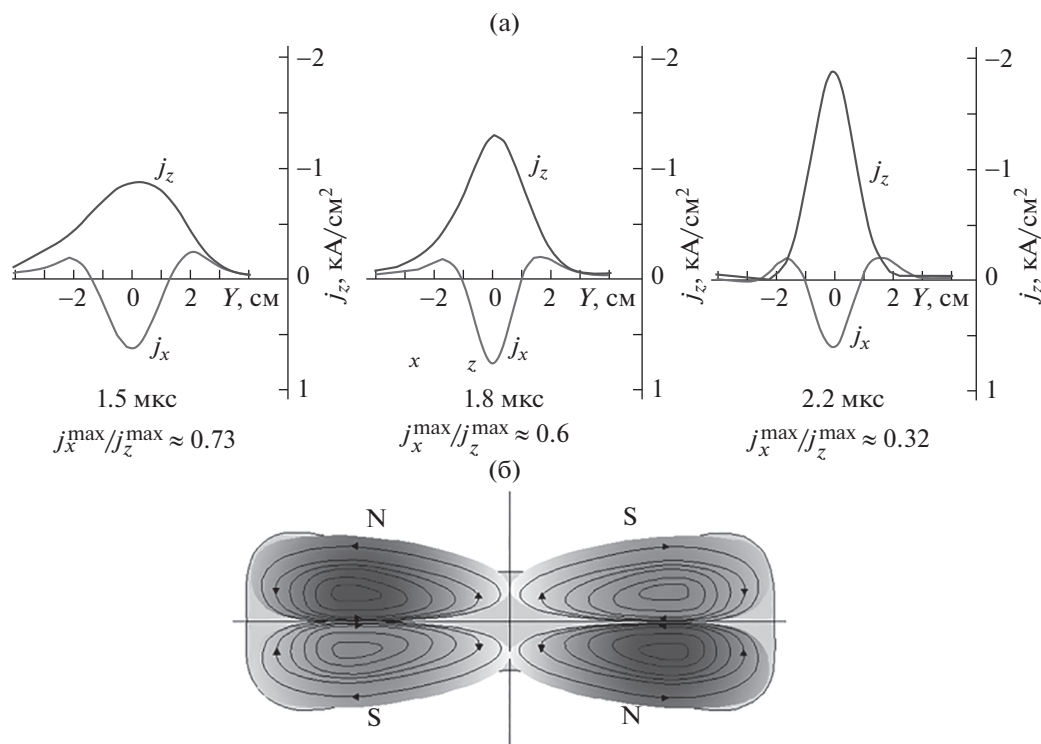 (а)
–2
–1
0
1
j_z, кА/см²
j_z
j_x
–2 0 2 Y, см
1.5 мкс
j_x^max/j_z^max ≈ 0.73
–2
–1
0
1
j_z, кА/см²
j_z
j_x
–2 0 2 Y, см
x z
1.8 мкс
j_x^max/j_z^max ≈ 0.6
–2
–1
0
1
j_z, кА/см²
j_z
j_x
–2 0 2 Y, см
2.2 мкс
j_x^max/j_z^max ≈ 0.32
(б)
N S
S N